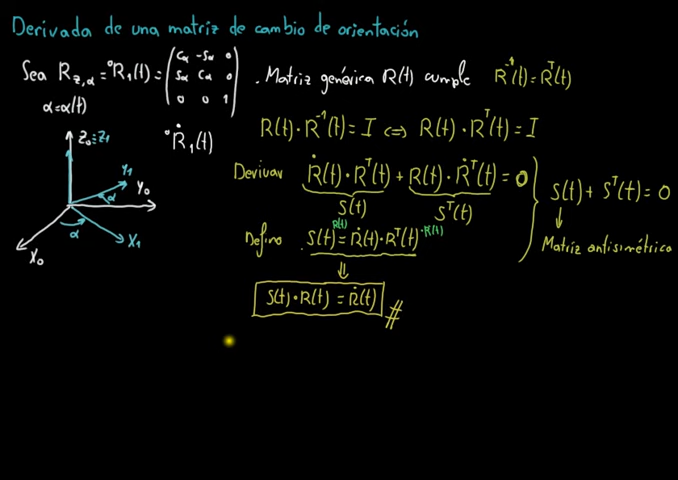 Derivada de una matriz de cambio de orientación
Sea R_{z,α} = ⁰R₁(t) = ( Cα -Sα 0
Sα Cα 0
0 0 1 )
. Matriz genérica R(t) cumple R⁻¹(t) = Rᵀ(t)
α = α(t)
⁰Ṙ₁(t)
R(t)·R⁻¹(t) = I ⇔ R(t)·Rᵀ(t) = I
Z₀≡Z₁
Y₁
Y₀
α
α
X₁
X₀
Derivar Ṙ(t)·Rᵀ(t) + R(t)·Ṙᵀ(t) = 0
S(t) Sᵀ(t)
S(t) + Sᵀ(t) = 0
↓
Matriz antisimétrica
Defino S(t)R(t) = Ṙ(t)·Rᵀ(t)·R(t)
⇓
S(t)·R(t) = Ṙ(t) #